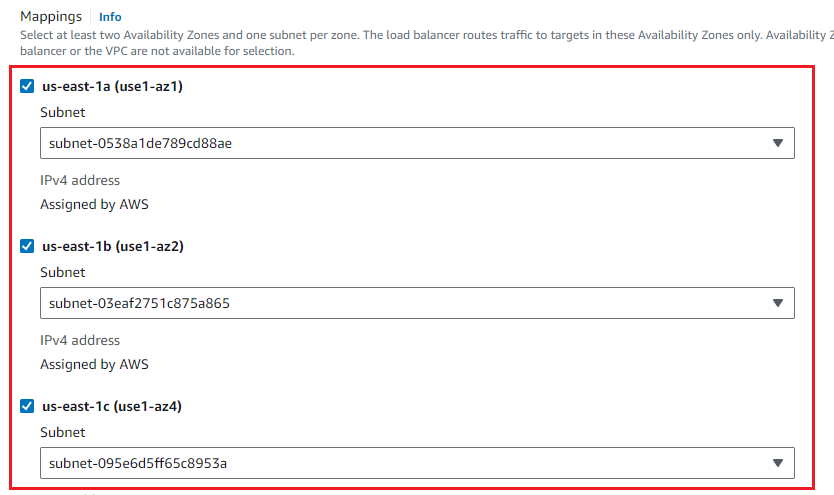 Mappings Info
Select at least two Availability Zones and one subnet per zone. The load balancer routes traffic to targets in these Availability Zones only. Availability Z
balancer or the VPC are not available for selection.
us-east-1a (use1-az1)
Subnet
subnet-0538a1de789cd88ae
IPv4 address
Assigned by AWS
us-east-1b (use1-az2)
Subnet
subnet-03eaf2751c875a865
IPv4 address
Assigned by AWS
us-east-1c (use1-az4)
Subnet
subnet-095e6d5ff65c8953a